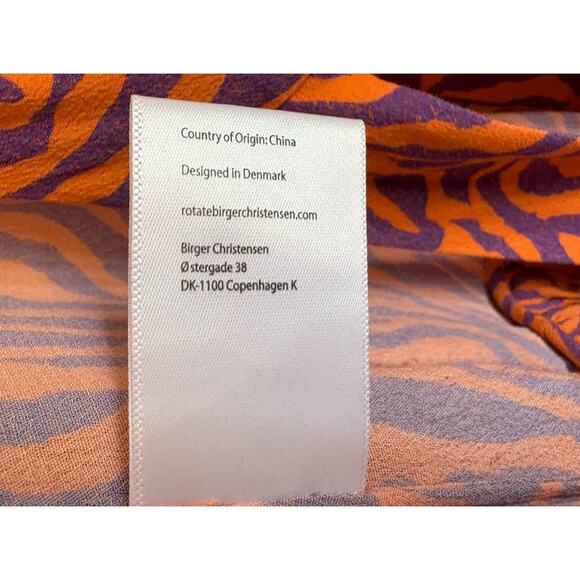 Country of Origin: China
Designed in Denmark
rotatebirgerchristensen.com
Birger Christensen
Østergade 38
DK-1100 Copenhagen K